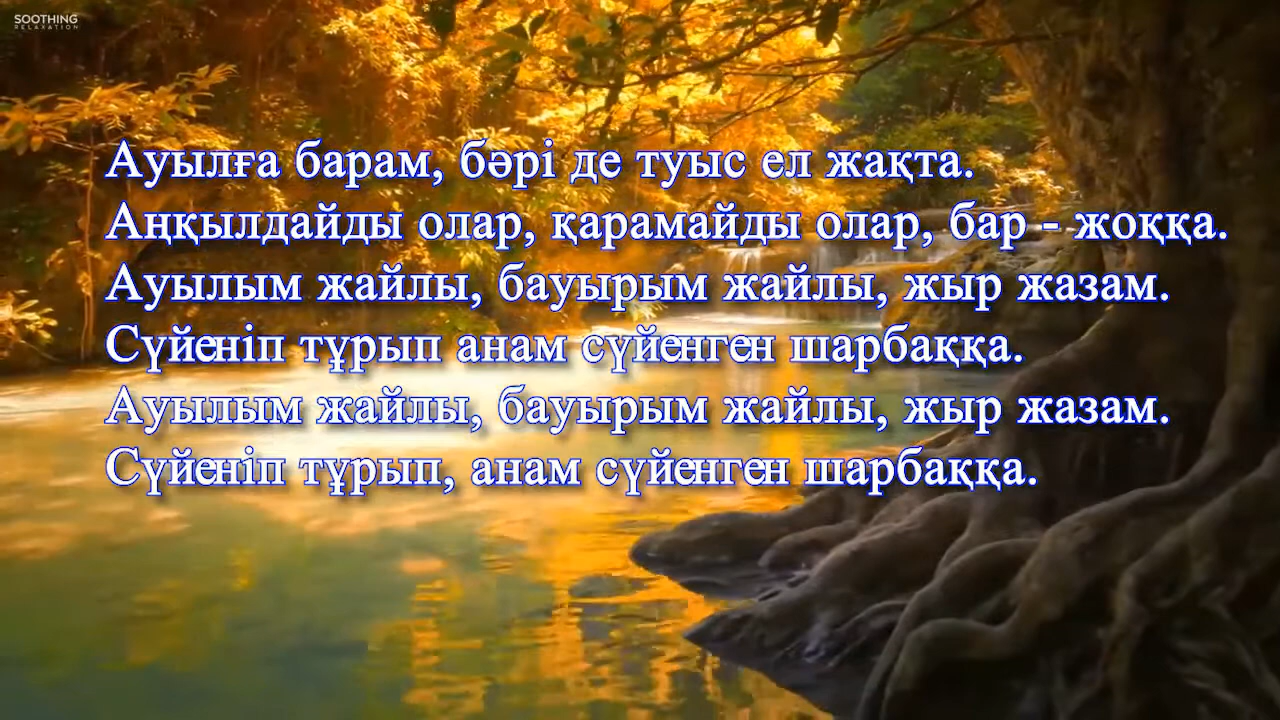 SOOTHING
RELAXATION
Ауылға барам, бәрі де туыс ел жақта.
Аңқылдайды олар, қарамайды олар, бар - жоққа.
Ауылым жайлы, бауырым жайлы, жыр жазам.
Сүйеніп тұрып анам сүйенген шарбаққа.
Ауылым жайлы, бауырым жайлы, жыр жазам.
Сүйеніп тұрып, анам сүйенген шарбаққа.